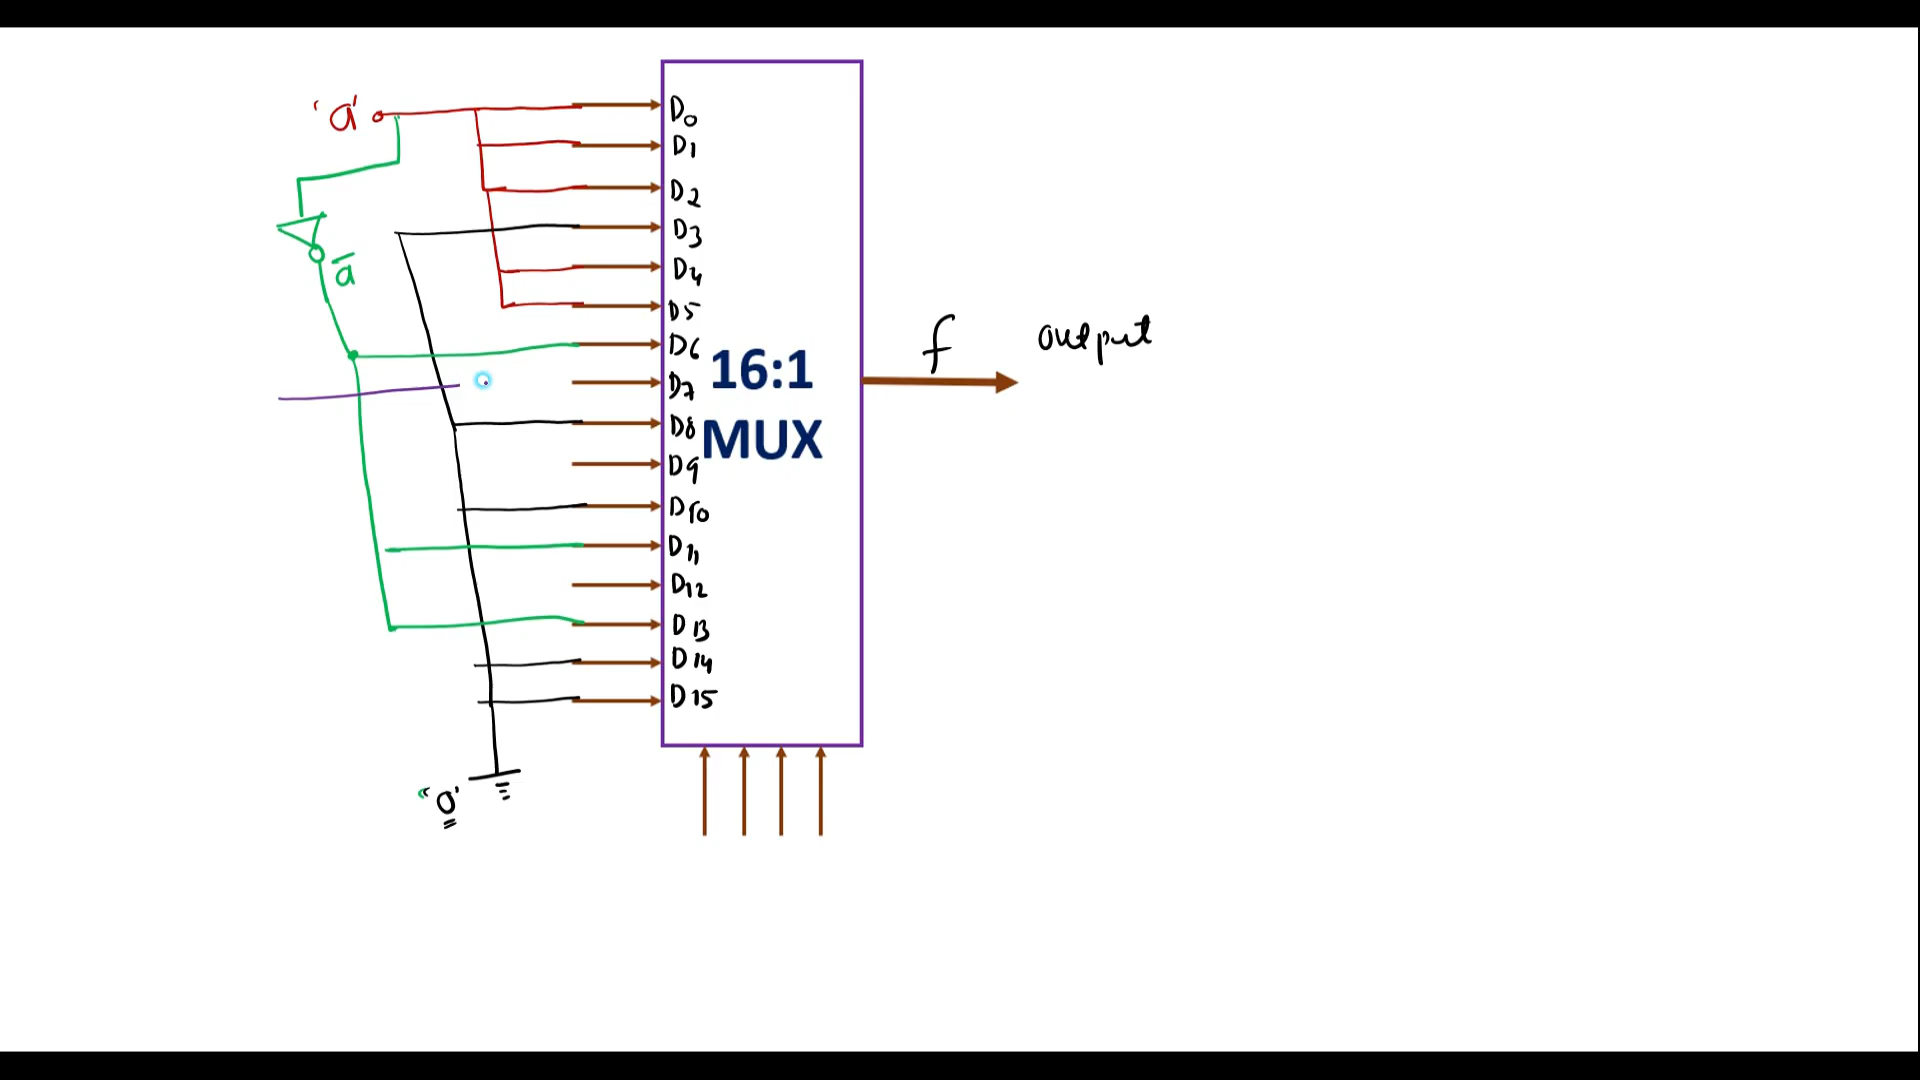 'a'
D0
D1
D2
D3
D4
D5
D6
D7
D8
D9
D10
D11
D12
D13
D14
D15
a̅
16:1
MUX
f output
"0'